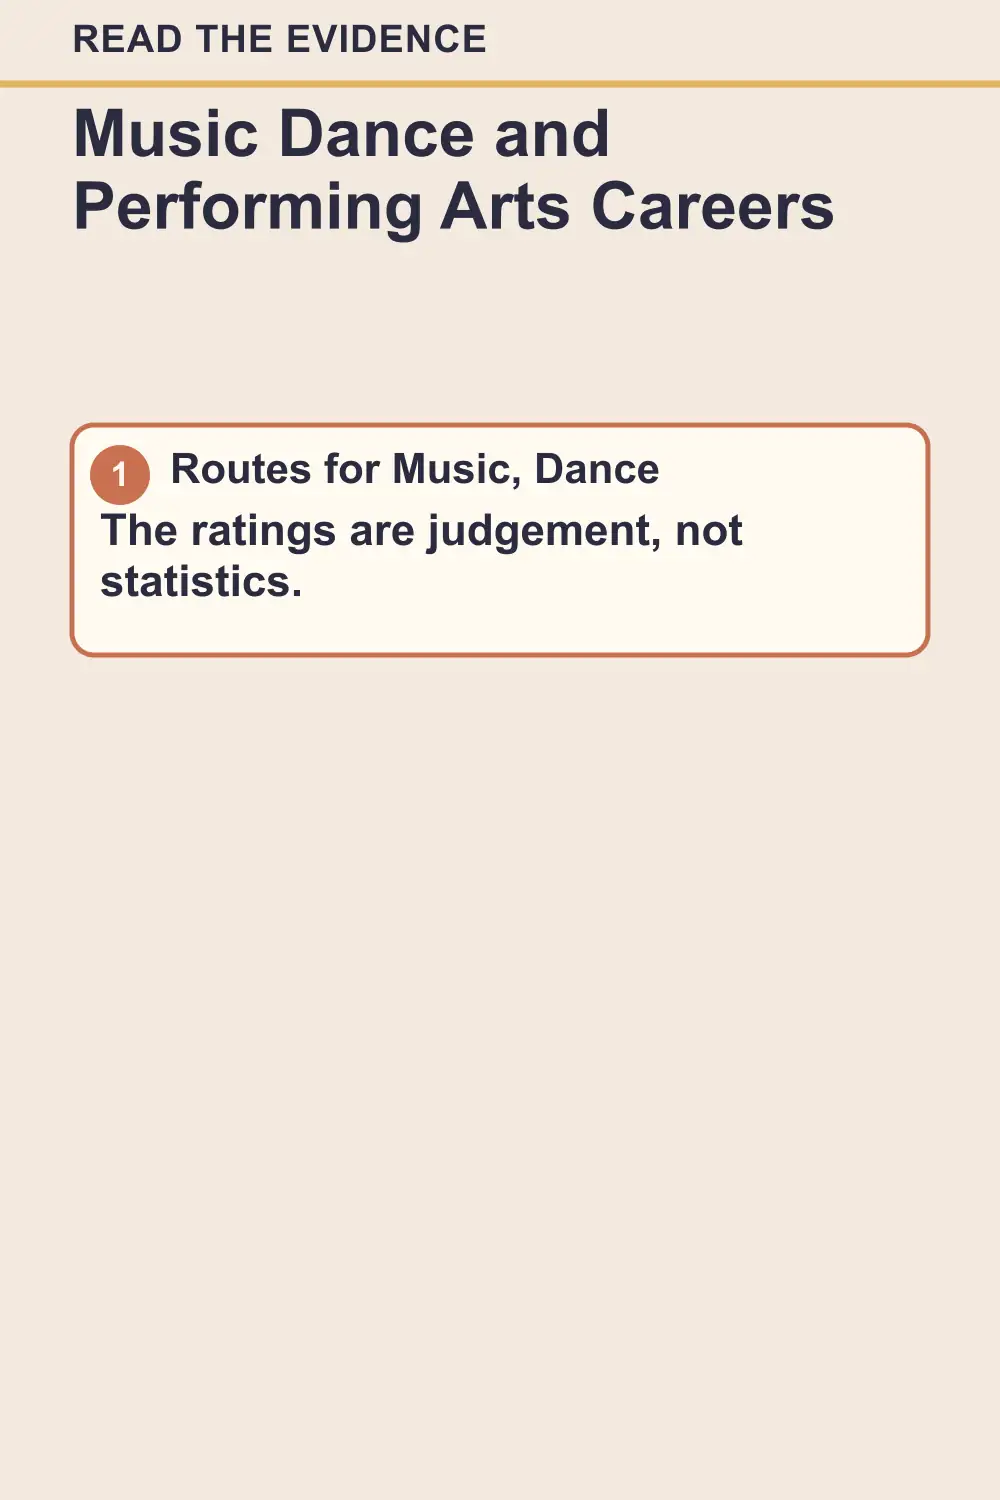 READ THE EVIDENCE
Music Dance and
Performing Arts Careers
1 Routes for Music, Dance
The ratings are judgement, not
statistics.